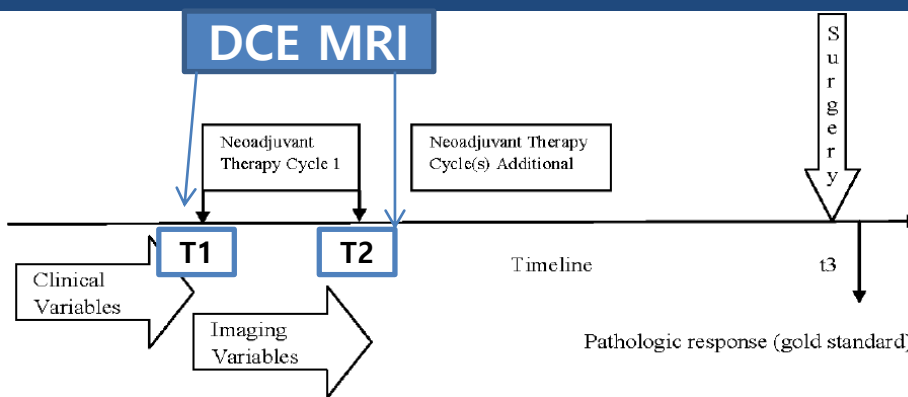 DCE MRI
Surgery
Neoadjuvant
Therapy Cycle 1
Neoadjuvant Therapy
Cycle(s) Additional
T1
T2
Timeline
t3
Clinical
Variables
Imaging
Variables
Pathologic response (gold standard)